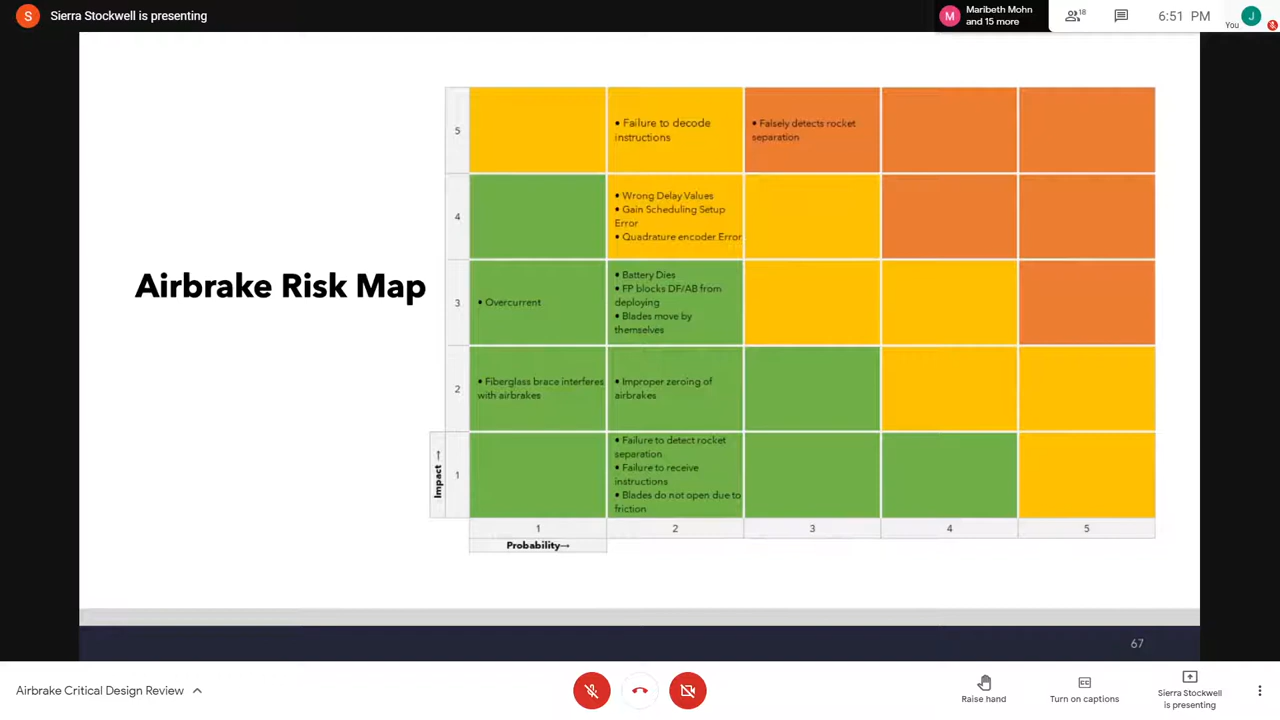 S Sierra Stockwell is presenting
M Maribeth Mohn
and 15 more
18
6:51 PM
You
J
Airbrake Risk Map
5
• Failure to decode
instructions
• Falsely detects rocket
separation
4
• Wrong Delay Values
• Gain Scheduling Setup
Error
• Quadrature encoder Error
3
• Overcurrent
• Battery Dies
• FP blocks DF/AB from
deploying
• Blades move by
themselves
2
• Fiberglass brace interferes
with airbrakes
• Improper zeroing of
airbrakes
Impact →
1
• Failure to detect rocket
separation
• Failure to receive
instructions
• Blades do not open due to
friction
1 2 3 4 5
Probability→
67
Airbrake Critical Design Review
Raise hand
Turn on captions
Sierra Stockwell
is presenting